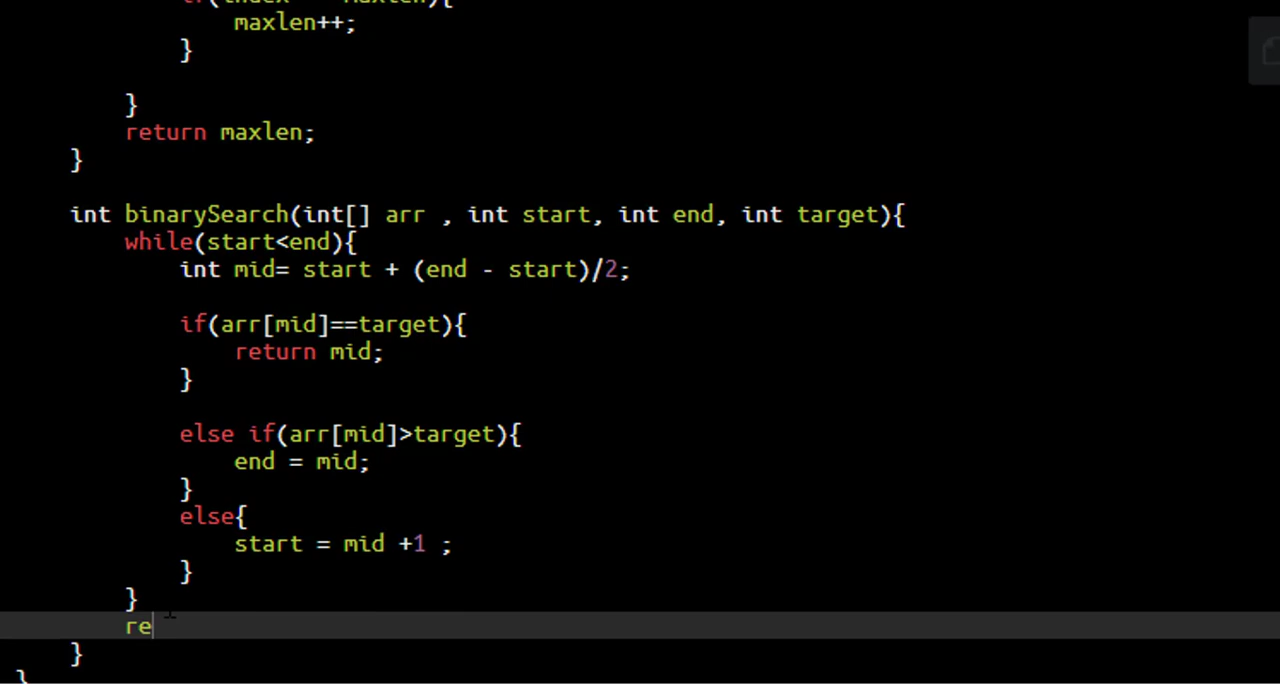 maxlen++;
}
}
return maxlen;
}
int binarySearch(int[] arr , int start, int end, int target){
while(start<end){
int mid= start + (end - start)/2;
if(arr[mid]==target){
return mid;
}
else if(arr[mid]>target){
end = mid;
}
else{
start = mid +1 ;
}
}
re
}
}